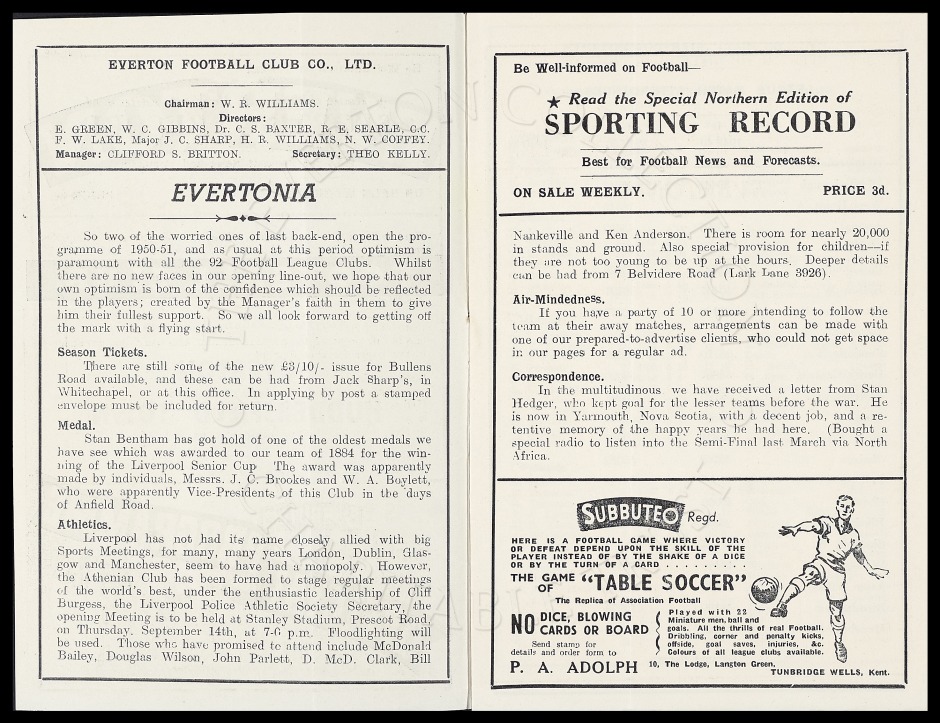 EVERTON FOOTBALL CLUB CO., LTD.
Chairman: W. R. WILLIAMS.
Directors:
E. GREEN, W. C. GIBBINS, Dr. C. S. BAXTER, R. E. SEARLE, C.C.
F. W. LAKE, Major J. C. SHARP, H. R. WILLIAMS, N. W. COFFEY.
Manager: CLIFFORD S. BRITTON. Secretary: THEO KELLY.
EVERTONIA
So two of the worried ones of last back-end, open the pro-
gramme of 1950-51, and as usual at this period optimism is
paramount with all the 92 Football League Clubs. Whilst
there are no new faces in our opening line-out, we hope that our
own optimism is born of the confidence which should be reflected
in the players; created by the Manager's faith in them to give
him their fullest support. So we all look forward to getting off
the mark with a flying start.
Season Tickets.
There are still some of the new £3/10/- issue for Bullens
Road available, and these can be had from Jack Sharp's, in
Whitechapel, or at this office. In applying by post a stamped
envelope must be included for return.
Medal.
Stan Bentham has got hold of one of the oldest medals we
have see which was awarded to our team of 1884 for the win-
ning of the Liverpool Senior Cup The award was apparently
made by individuals, Messrs. J. C. Brookes and W. A. Boylett,
who were apparently Vice-Presidents of this Club in the days
of Anfield Road.
Athletics.
Liverpool has not had its name closely allied with big
Sports Meetings, for many, many years London, Dublin, Glas-
gow and Manchester, seem to have had a monopoly. However,
the Athenian Club has been formed to stage regular meetings
of the world's best, under the enthusiastic leadership of Cliff
Burgess, the Liverpool Police Athletic Society Secretary, the
opening Meeting is to be held at Stanley Stadium, Prescot Road,
on Thursday, September 14th, at 7-0 p.m. Floodlighting will
be used. Those who have promised to attend include McDonald
Bailey, Douglas Wilson, John Parlett, D. McD. Clark, Bill
Be Well-informed on Football—
★ Read the Special Northern Edition of
SPORTING RECORD
Best for Football News and Forecasts.
ON SALE WEEKLY. PRICE 3d.
Nankeville and Ken Anderson. There is room for nearly 20,000
in stands and ground. Also special provision for children—if
they are not too young to be up at the hours. Deeper details
can be had from 7 Belvidere Road (Lark Lane 3926).
Air-Mindedness.
If you have a party of 10 or more intending to follow the
team at their away matches, arrangements can be made with
one of our prepared-to-advertise clients, who could not get space
in our pages for a regular ad.
Correspondence.
In the multitudinous we have received a letter from Stan
Hedger, who kept goal for the lesser teams before the war. He
is now in Yarmouth, Nova Scotia, with a decent job, and a re-
tentive memory of the happy years he had here. (Bought a
special radio to listen into the Semi-Final last March via North
Africa.
SUBBUTEO Regd.
HERE IS A FOOTBALL GAME WHERE VICTORY
OR DEFEAT DEPEND UPON THE SKILL OF THE
PLAYER INSTEAD OF BY THE SHAKE OF A DICE
OR BY THE TURN OF A CARD . . . . . . . . .
THE GAME OF "TABLE SOCCER"
The Replica of Association Football
NO DICE, BLOWING
CARDS OR BOARD
Send stamp for
details and order form to
Played with 22
Miniature men, ball and
goals. All the thrills of real Football.
Dribbling, corner and penalty kicks,
offside, goal saves, injuries, &c.
Colours of all league clubs available.
P. A. ADOLPH 10, The Lodge, Langton Green,
TUNBRIDGE WELLS, Kent.